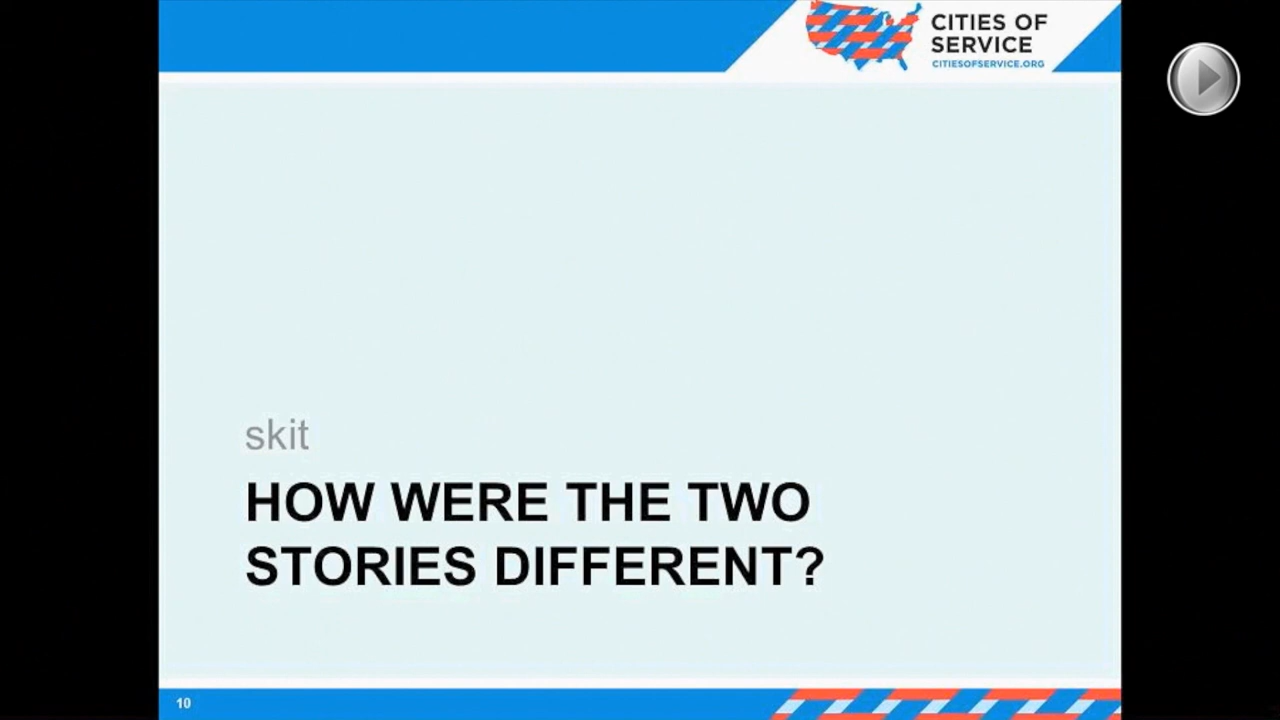 CITIES OF
SERVICE
CITIESOFSERVICE.ORG
skit
HOW WERE THE TWO
STORIES DIFFERENT?
10